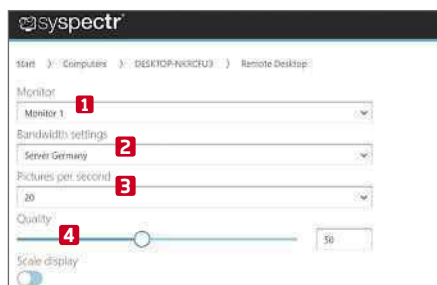 syspectr
Start > Computers > DESKTOP-NKRCFU3 > Remote Desktop
Monitor
1
Monitor 1
Bandwidth settings
2
Server Germany
Pictures per second
3
20
Quality
4
50
Scale display